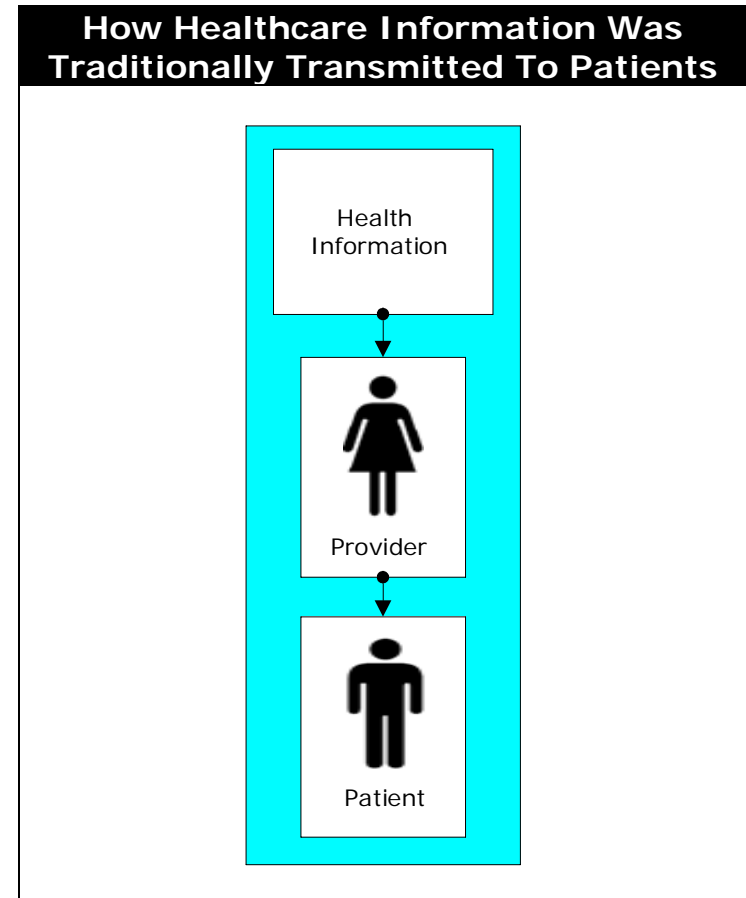 How Healthcare Information Was
Traditionally Transmitted To Patients
Health
Information
Provider
Patient